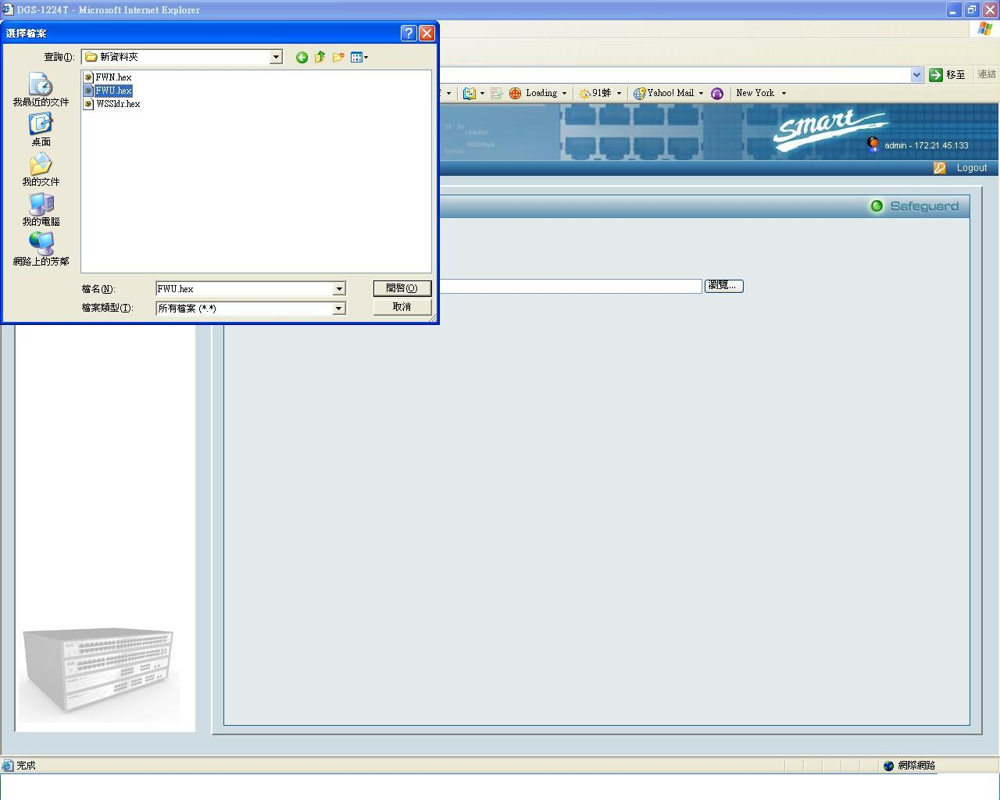 DGS-1224T - Microsoft Internet Explorer
選擇檔案
查詢(I):
新資料夾
FWN.hex
FWU.hex
WSSldr.hex
我最近的文件
桌面
我的文件
我的電腦
網路上的芳鄰
檔名(N):
FWU.hex
開啓(O)
檔案類型(T):
所有檔案 (*.*)
取消
移至
連結
Loading
91蚌
Yahoo! Mail
New York
smart
admin - 172.21.45.133
Logout
Safeguard
瀏覽...
完成
網際網路